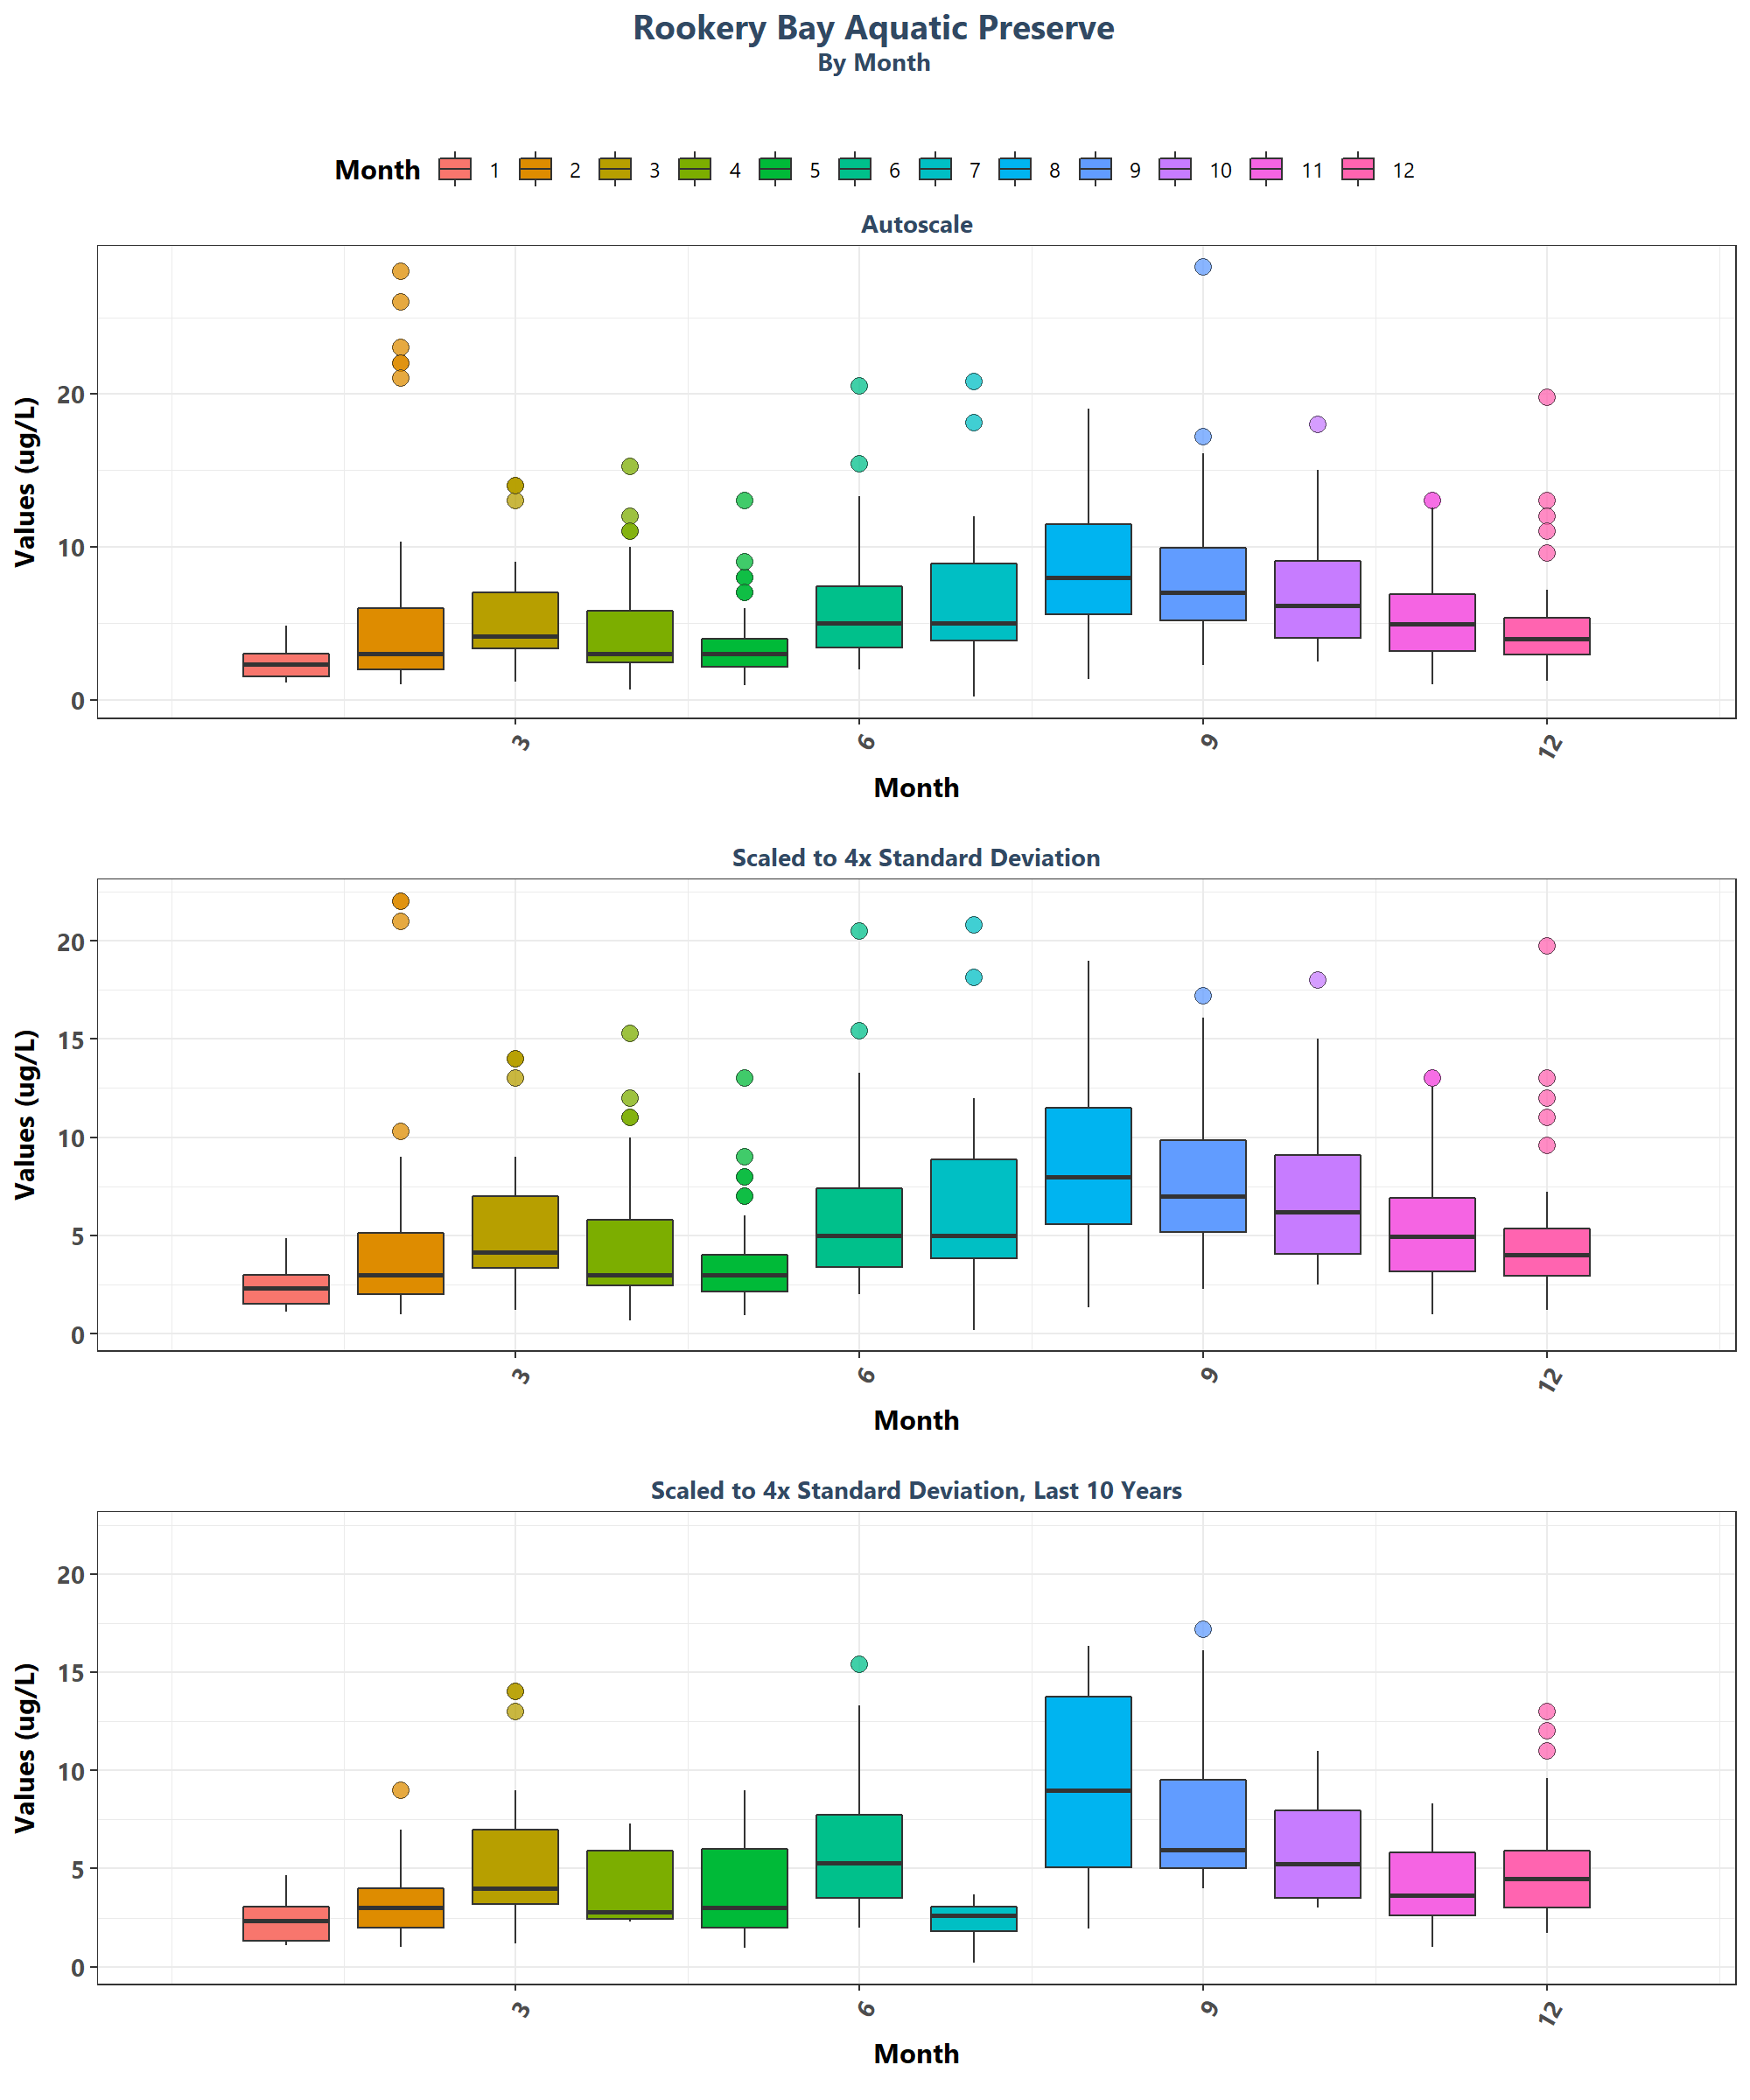 Rookery Bay Aquatic Preserve
By Month
Month 1 2 3 4 5 6 7 8 9 10 11 12
Autoscale
Values (ug/L)
20
10
0
3 6 9 12
Month
Scaled to 4x Standard Deviation
Values (ug/L)
20
15
10
5
0
3 6 9 12
Month
Scaled to 4x Standard Deviation, Last 10 Years
Values (ug/L)
20
15
10
5
0
3 6 9 12
Month